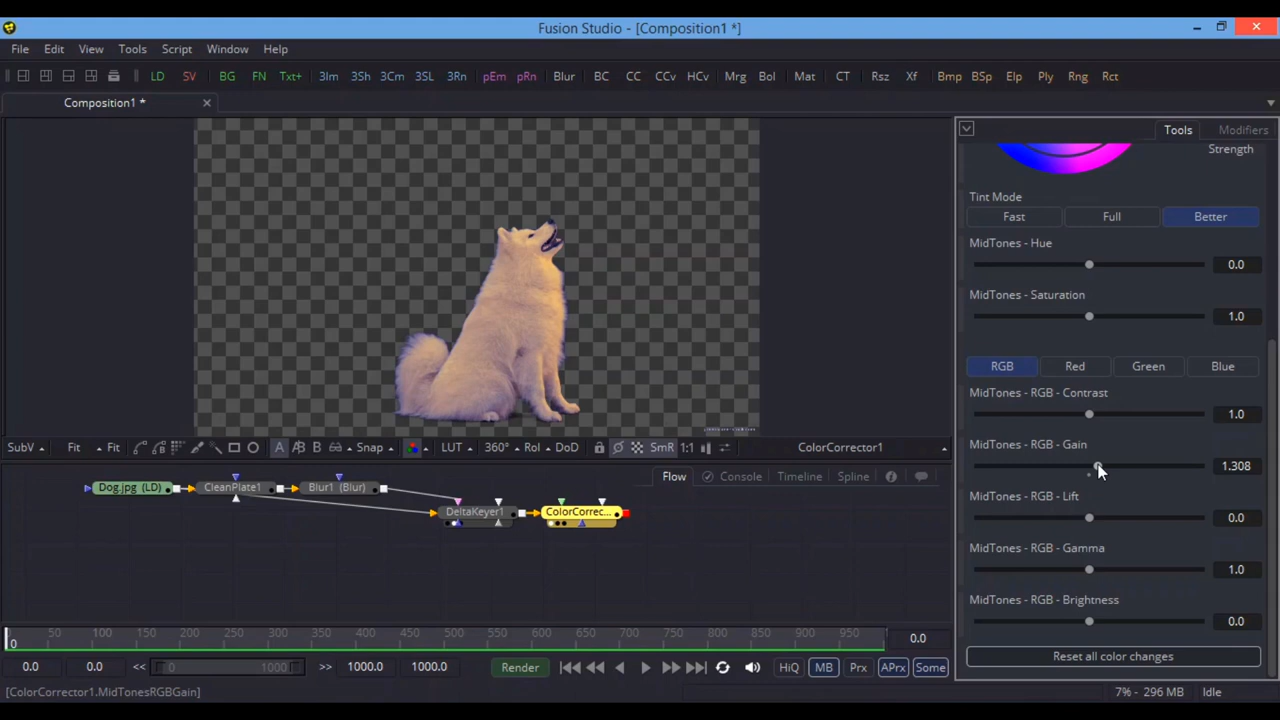 Fusion Studio - [Composition1 *]
File Edit View Tools Script Window Help
LD SV BG FN Txt+ 3Im 3Sh 3Cm 3SL 3Rn pEm pRn Blur BC CC CCv HCv Mrg Bol Mat CT Rsz Xf Bmp BSp Elp Ply Rng Rct
Composition1 *
Tools Modifiers
Strength
Tint Mode
Fast Full Better
MidTones - Hue
0.0
MidTones - Saturation
1.0
RGB Red Green Blue
MidTones - RGB - Contrast
1.0
MidTones - RGB - Gain
1.308
MidTones - RGB - Lift
0.0
MidTones - RGB - Gamma
1.0
MidTones - RGB - Brightness
0.0
Reset all color changes
SubV Fit Fit A B Snap LUT 360° RoI DoD SmR 1:1 ColorCorrector1
Flow Console Timeline Spline
Dog.jpg (LD) CleanPlate1 Blur1 (Blur)
DeltaKeyer1 ColorCorrec...
0 50 100 150 200 250 300 350 400 450 500 550 600 650 700 750 800 850 900 950 0.0
0
0.0 0.0 << 0 1000 >> 1000.0 1000.0 Render HiQ MB Prx APrx Some
[ColorCorrector1.MidTonesRGBGain] 7% - 296 MB Idle